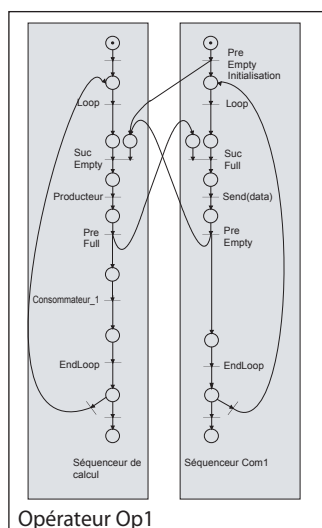 Pre
Empty
Initialisation
Loop
Loop
Suc
Empty
Suc
Full
Producteur
Send(data)
Pre
Full
Pre
Empty
Consommateur_1
EndLoop
EndLoop
Séquenceur de
calcul
Séquenceur Com1
Opérateur Op1